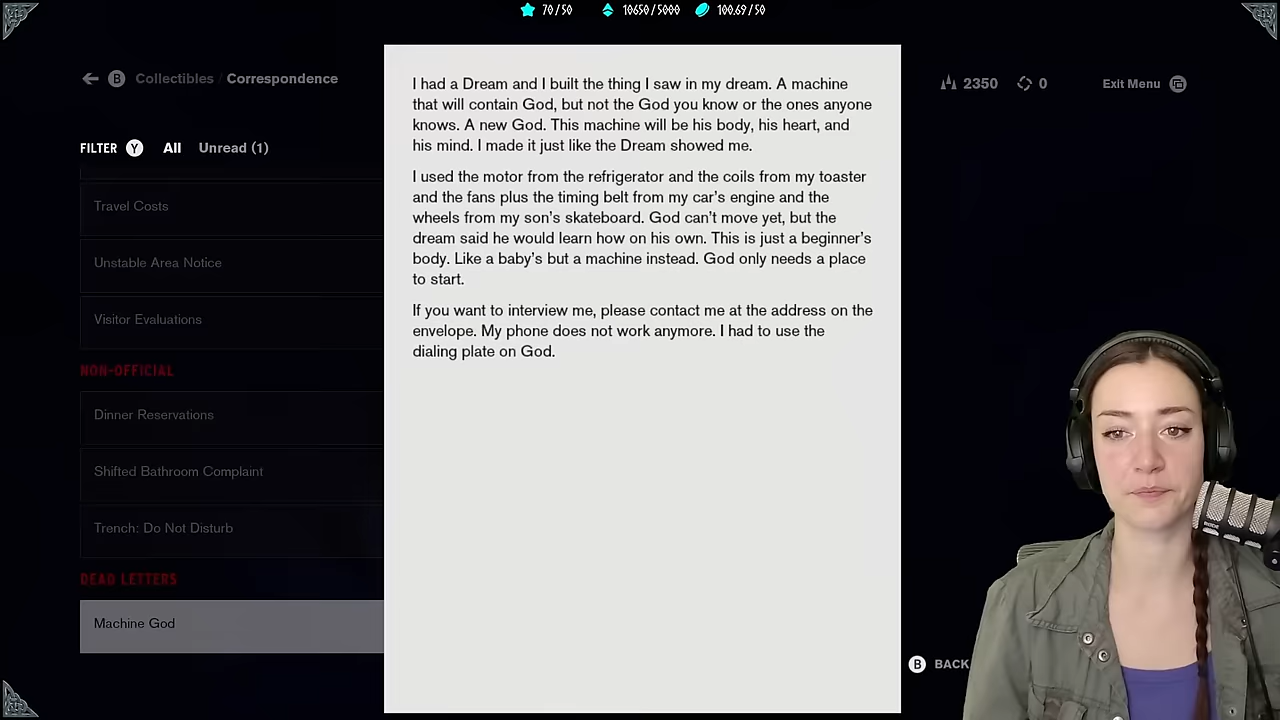 70/50 10650/5000 100.69/50
B Collectibles / Correspondence
2350 0 Exit Menu
FILTER Y All Unread (1)
Travel Costs
Unstable Area Notice
Visitor Evaluations
NON-OFFICIAL
Dinner Reservations
Shifted Bathroom Complaint
Trench: Do Not Disturb
DEAD LETTERS
Machine God
I had a Dream and I built the thing I saw in my dream. A machine
that will contain God, but not the God you know or the ones anyone
knows. A new God. This machine will be his body, his heart, and
his mind. I made it just like the Dream showed me.
I used the motor from the refrigerator and the coils from my toaster
and the fans plus the timing belt from my car's engine and the
wheels from my son's skateboard. God can't move yet, but the
dream said he would learn how on his own. This is just a beginner's
body. Like a baby's but a machine instead. God only needs a place
to start.
If you want to interview me, please contact me at the address on the
envelope. My phone does not work anymore. I had to use the
dialing plate on God.
B BACK
RODE